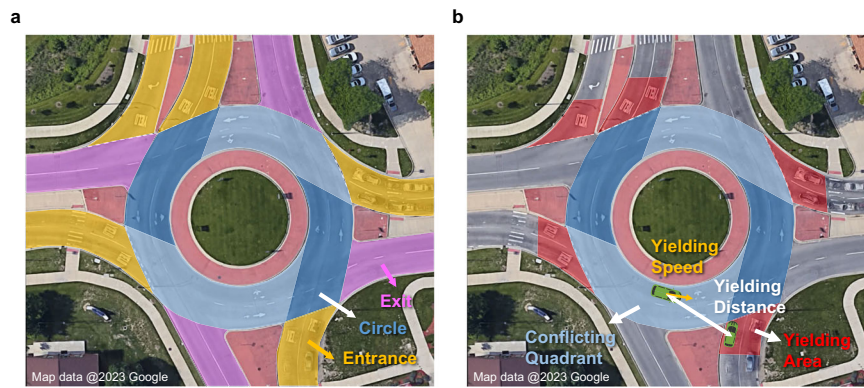 a
b
Exit
Circle
Entrance
Map data @2023 Google
Yielding
Speed
Yielding
Distance
Conflicting
Quadrant
Yielding
Area
Map data @2023 Google